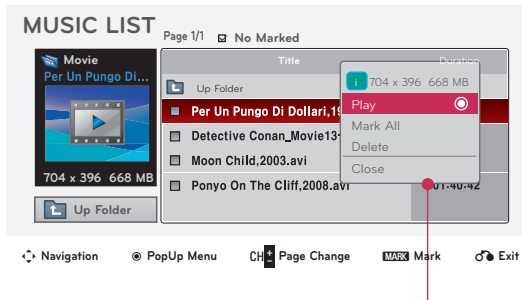 MUSIC LIST
Page 1/1 No Marked
Movie
Per Un Pungo Di...
704 x 396 668 MB
Up Folder
Title Duration
Up Folder
Per Un Pungo Di Dollari,19
Detective Conan_Movie13
Moon Child,2003.avi
Ponyo On The Cliff,2008.avi 01:40:42
i 704 x 396 668 MB
Play
Mark All
Delete
Close
Navigation PopUp Menu CH + - Page Change MARK Mark Exit